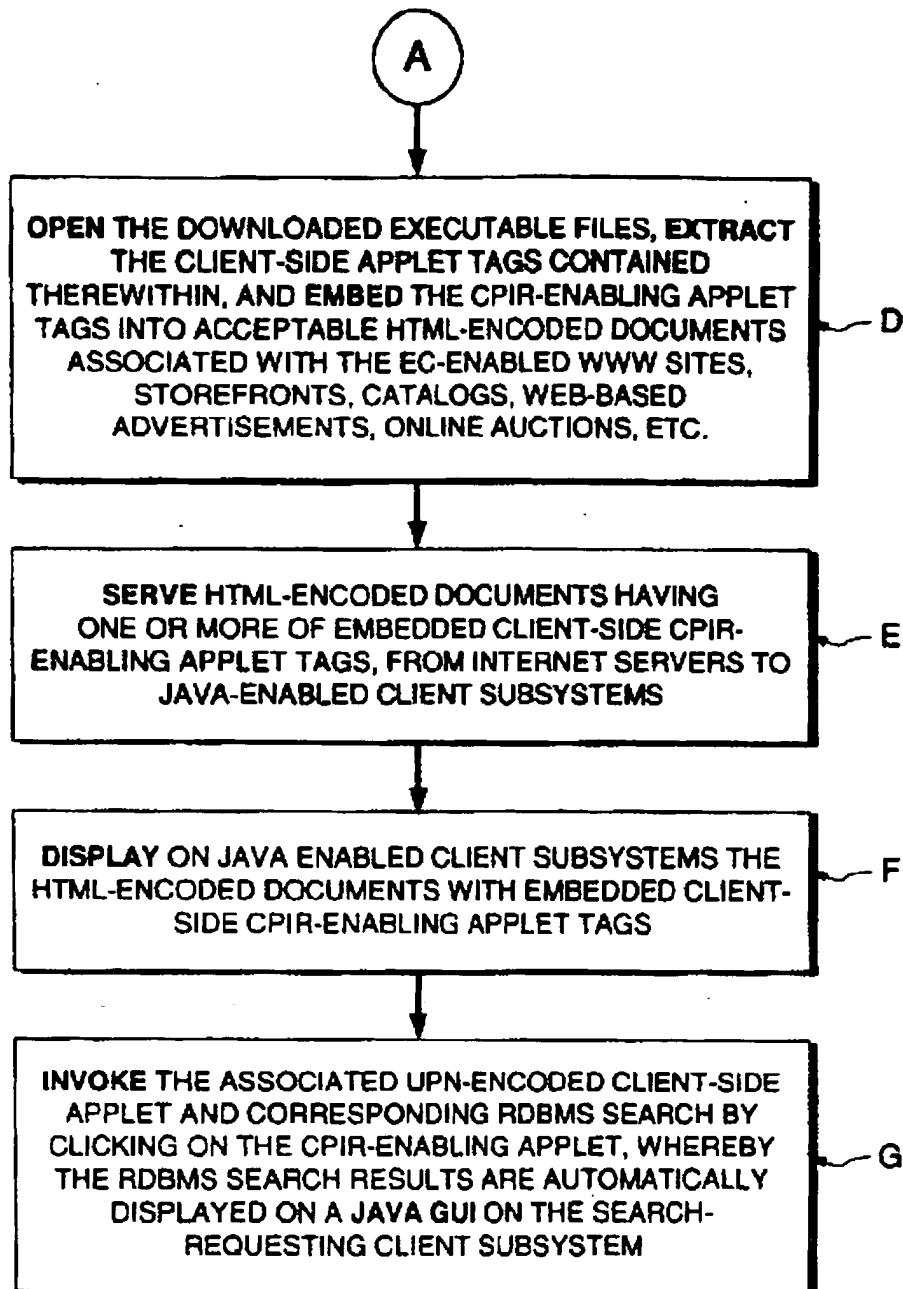 A
OPEN THE DOWNLOADED EXECUTABLE FILES, EXTRACT
THE CLIENT-SIDE APPLET TAGS CONTAINED
THEREWITHIN, AND EMBED THE CPIR-ENABLING APPLET
TAGS INTO ACCEPTABLE HTML-ENCODED DOCUMENTS
ASSOCIATED WITH THE EC-ENABLED WWW SITES,
STOREFRONTS, CATALOGS, WEB-BASED
ADVERTISEMENTS, ONLINE AUCTIONS, ETC.
D
SERVE HTML-ENCODED DOCUMENTS HAVING
ONE OR MORE OF EMBEDDED CLIENT-SIDE CPIR-
ENABLING APPLET TAGS, FROM INTERNET SERVERS TO
JAVA-ENABLED CLIENT SUBSYSTEMS
E
DISPLAY ON JAVA ENABLED CLIENT SUBSYSTEMS THE
HTML-ENCODED DOCUMENTS WITH EMBEDDED CLIENT-
SIDE CPIR-ENABLING APPLET TAGS
F
INVOKE THE ASSOCIATED UPN-ENCODED CLIENT-SIDE
APPLET AND CORRESPONDING RDBMS SEARCH BY
CLICKING ON THE CPIR-ENABLING APPLET, WHEREBY
THE RDBMS SEARCH RESULTS ARE AUTOMATICALLY
DISPLAYED ON A JAVA GUI ON THE SEARCH-
REQUESTING CLIENT SUBSYSTEM
G